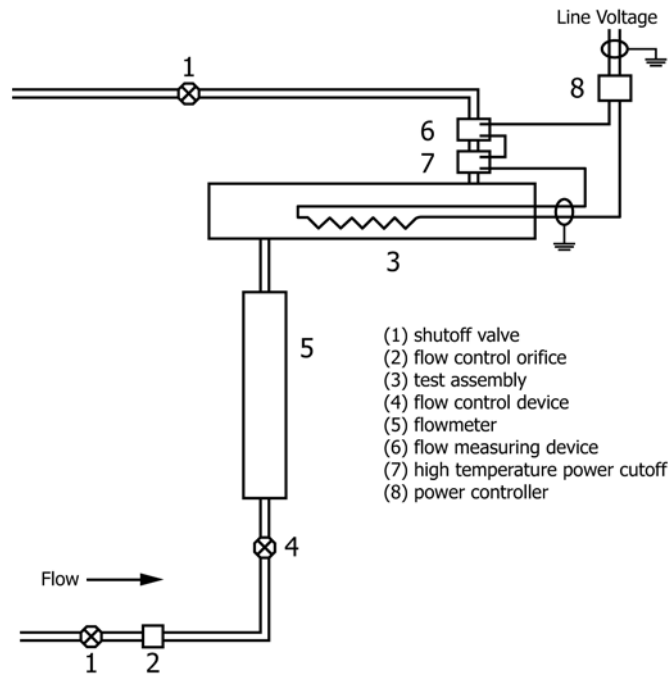 Line Voltage
1
8
6
7
3
5
(1) shutoff valve
(2) flow control orifice
(3) test assembly
(4) flow control device
(5) flowmeter
(6) flow measuring device
(7) high temperature power cutoff
(8) power controller
4
Flow
1
2